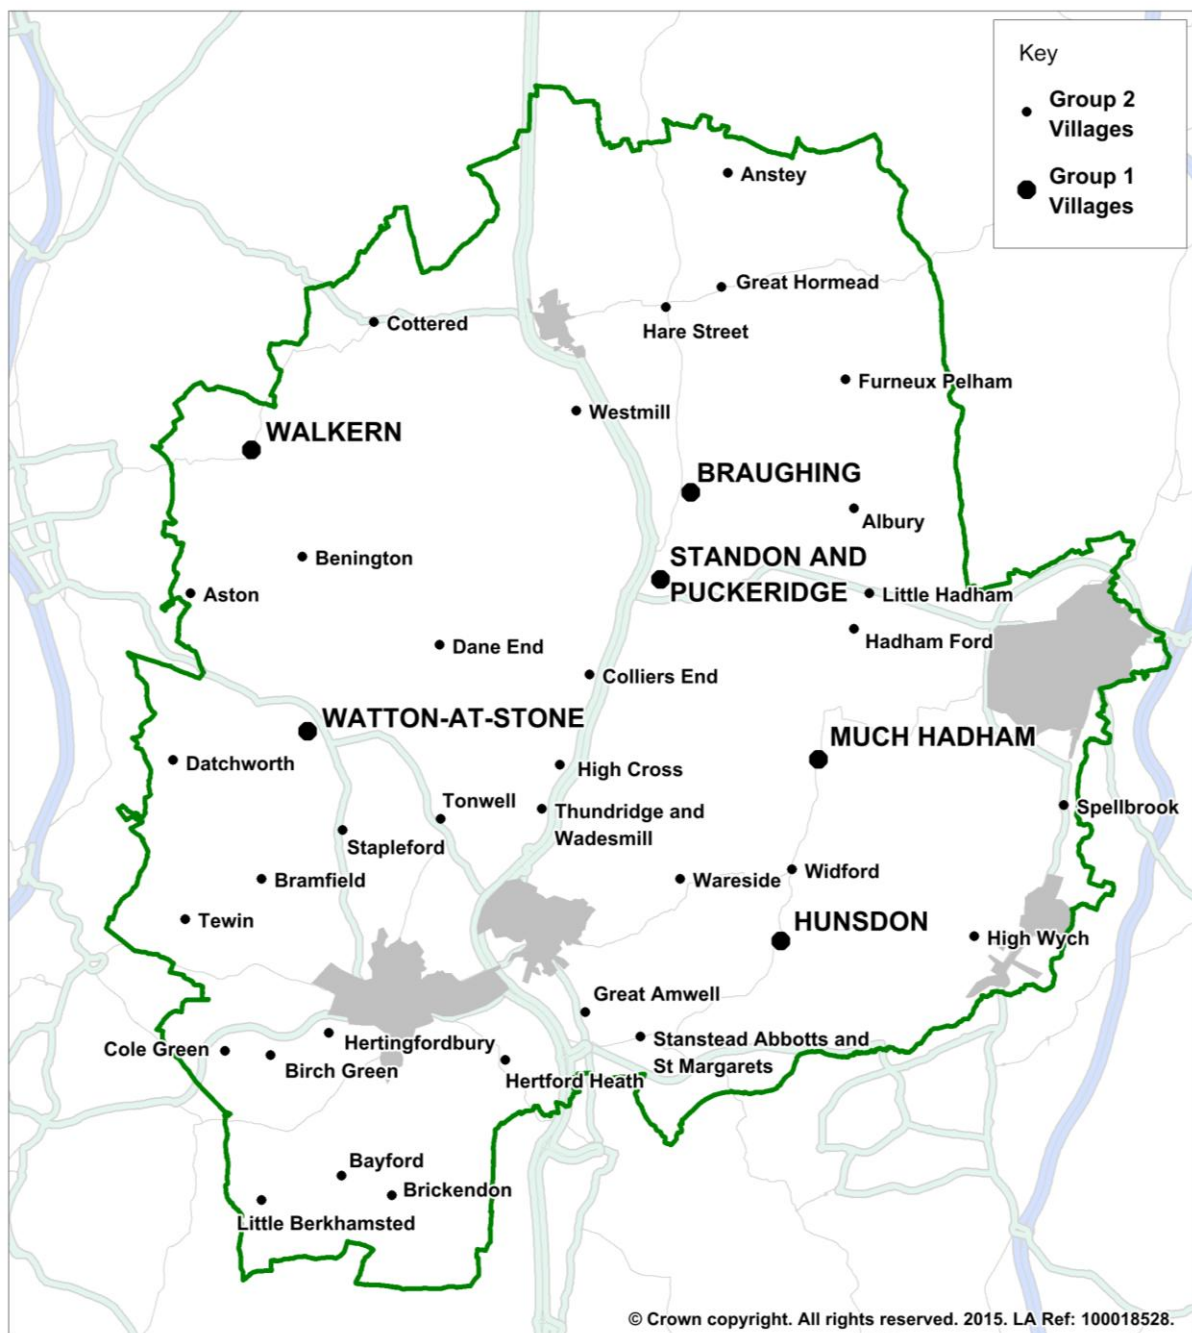 Key
Group 2
Villages
Group 1
Villages
Anstey
Great Hormead
Hare Street
Cottered
Furneux Pelham
Westmill
WALKERN
BRAUGHING
Albury
Benington
STANDON AND
PUCKERIDGE
Aston
Little Hadham
Hadham Ford
Dane End
Colliers End
WATTON-AT-STONE
MUCH HADHAM
Datchworth
High Cross
Tonwell
Spellbrook
Thundridge and
Wadesmill
Stapleford
Bramfield
Wareside
Widford
Tewin
HUNSDON
High Wych
Great Amwell
Hertingfordbury
Stanstead Abbotts and
St Margarets
Cole Green
Birch Green
Hertford Heath
Bayford
Brickendon
Little Berkhamsted
© Crown copyright. All rights reserved. 2015. LA Ref: 100018528.